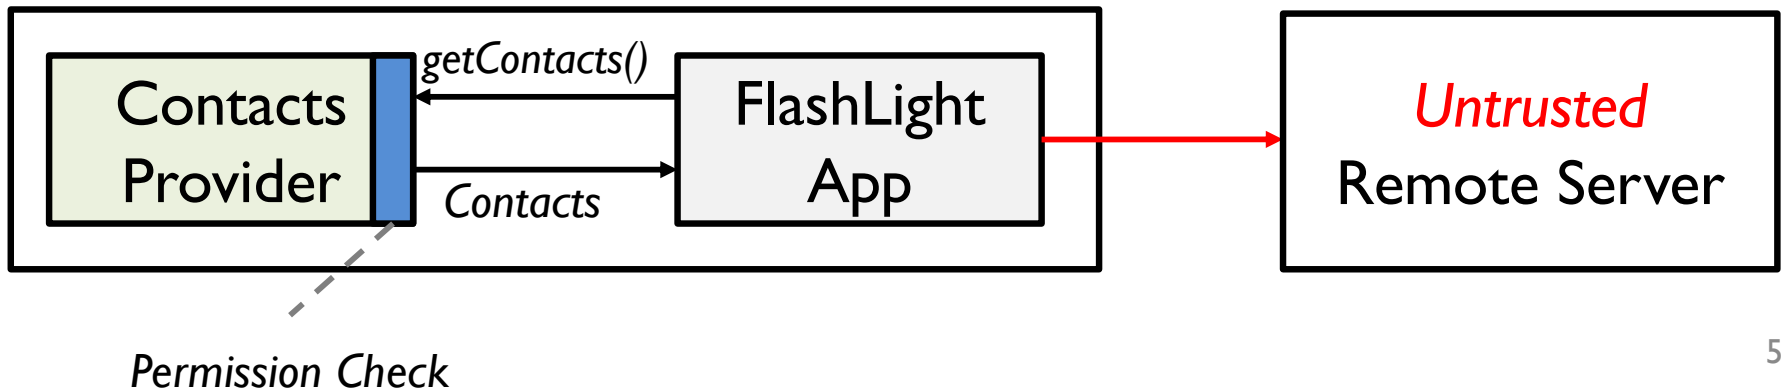 getContacts()
Contacts
Provider
Contacts
FlashLight
App
Untrusted
Remote Server
Permission Check
5